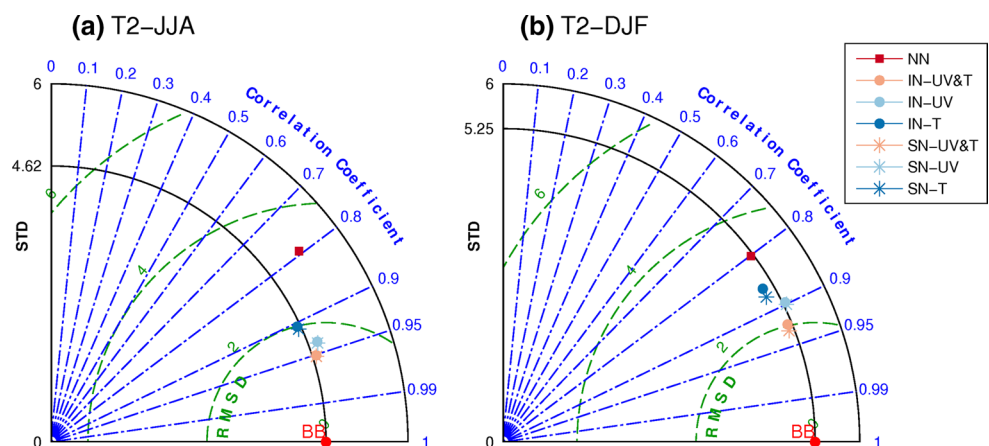 (a) T2−JJA
0 0.1 0.2 0.3 0.4 0.5 0.6 0.7 0.8 0.9 0.95 0.99 1
Correlation Coefficient
6
4.62
0
STD
6
4
2
0
RMSD
BB
(b) T2−DJF
0 0.1 0.2 0.3 0.4 0.5 0.6 0.7 0.8 0.9 0.95 0.99 1
Correlation Coefficient
6
5.25
0
STD
6
4
2
0
RMSD
BB
NN
IN−UV&T
IN−UV
IN−T
SN−UV&T
SN−UV
SN−T